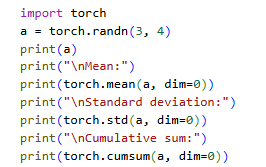 import torch
a = torch.randn(3, 4)
print(a)
print("\nMean:")
print(torch.mean(a, dim=0))
print("\nStandard deviation:")
print(torch.std(a, dim=0))
print("\nCumulative sum:")
print(torch.cumsum(a, dim=0))